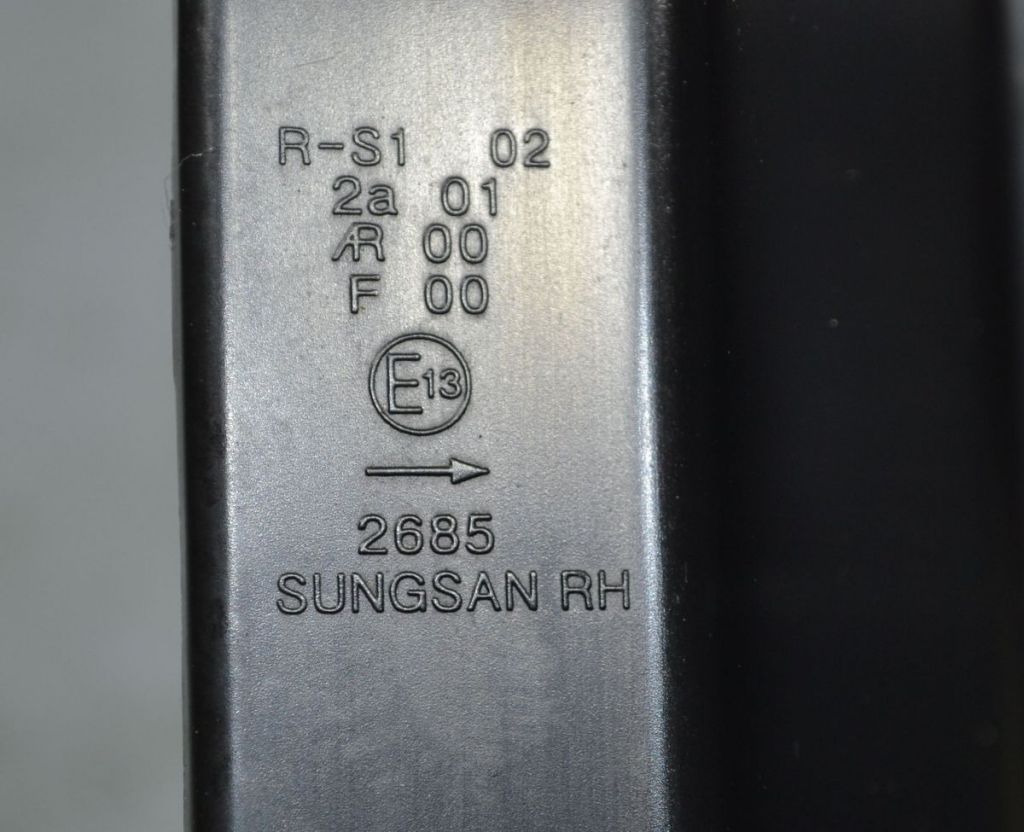 R-S1 02
2a 01
AR 00
F 00
E13
→
2685
SUNGSAN RH